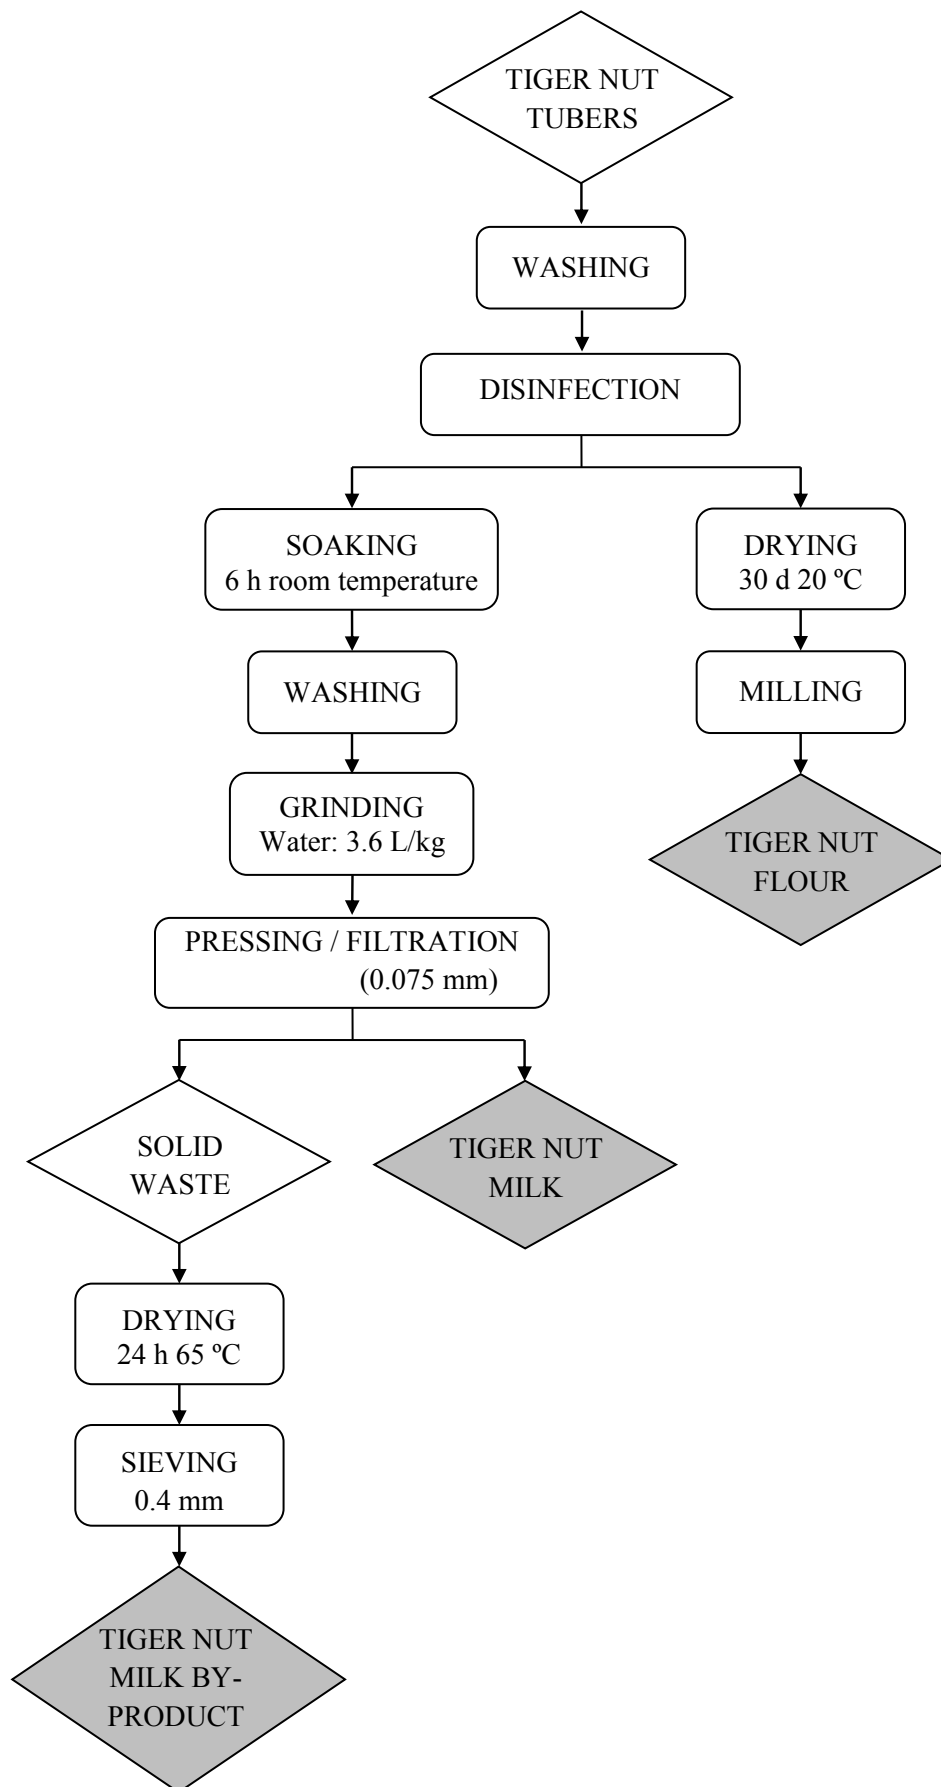 TIGER NUT
TUBERS
WASHING
DISINFECTION
SOAKING
6 h room temperature
DRYING
30 d 20 ºC
WASHING
MILLING
GRINDING
Water: 3.6 L/kg
TIGER NUT
FLOUR
PRESSING / FILTRATION
(0.075 mm)
SOLID
WASTE
TIGER NUT
MILK
DRYING
24 h 65 ºC
SIEVING
0.4 mm
TIGER NUT
MILK BY-
PRODUCT